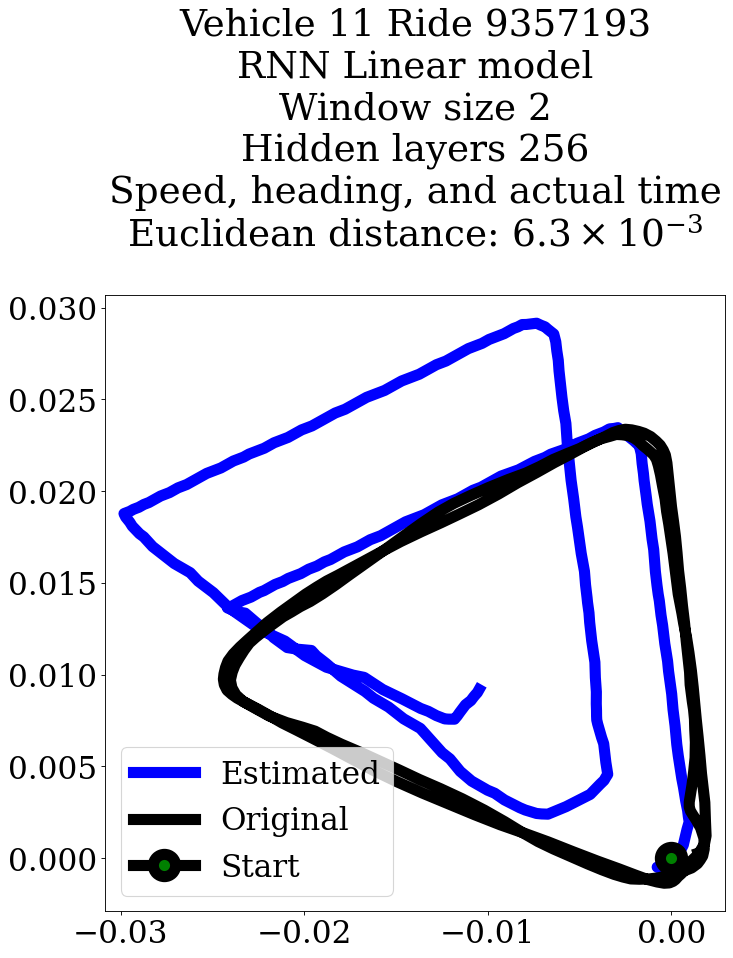 Vehicle 11 Ride 9357193
RNN Linear model
Window size 2
Hidden layers 256
Speed, heading, and actual time
Euclidean distance: 6.3 × 10⁻³
0.030
0.025
0.020
0.015
0.010
0.005
0.000
Estimated
Original
Start
−0.03 −0.02 −0.01 0.00